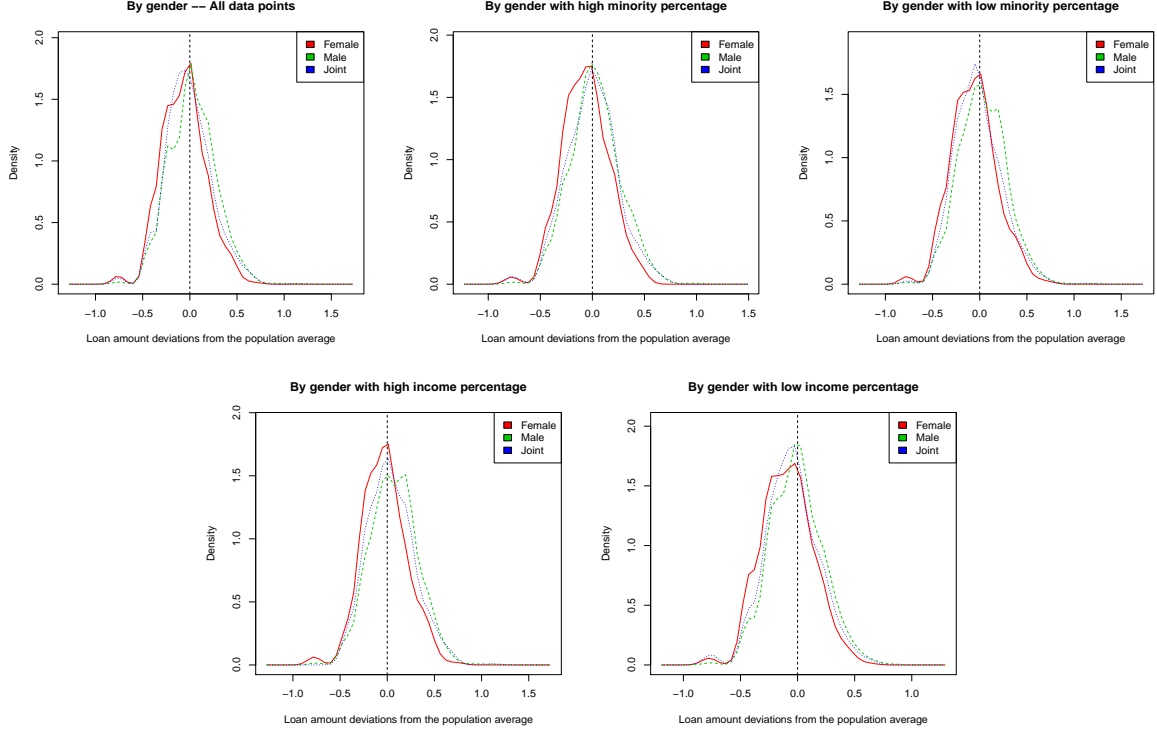 By gender −− All data points
Female
Male
Joint
Density
0.0 0.5 1.0 1.5 2.0
−1.0 −0.5 0.0 0.5 1.0 1.5
Loan amount deviations from the population average
By gender with high minority percentage
Female
Male
Joint
Density
0.0 0.5 1.0 1.5 2.0
−1.0 −0.5 0.0 0.5 1.0 1.5
Loan amount deviations from the population average
By gender with low minority percentage
Female
Male
Joint
Density
0.0 0.5 1.0 1.5
−1.0 −0.5 0.0 0.5 1.0 1.5
Loan amount deviations from the population average
By gender with high income percentage
Female
Male
Joint
Density
0.0 0.5 1.0 1.5 2.0
−1.0 −0.5 0.0 0.5 1.0 1.5
Loan amount deviations from the population average
By gender with low income percentage
Female
Male
Joint
Density
0.0 0.5 1.0 1.5 2.0
−1.0 −0.5 0.0 0.5 1.0
Loan amount deviations from the population average